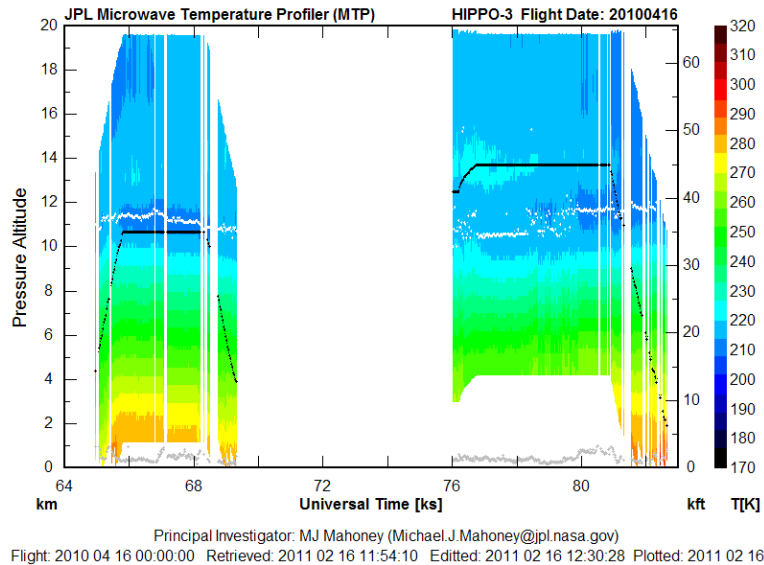 JPL Microwave Temperature Profiler (MTP) HIPPO-3 Flight Date: 20100416
20 320
18 60 310
16 300
50 290
14 280
12 40 270
260
10 250
30 240
8 230
6 20 220
210
4 200
10 190
2 180
0 0 170
64 68 72 76 80
km Universal Time [ks] kft T[K]
Pressure Altitude
Principal Investigator: MJ Mahoney (Michael.J.Mahoney@jpl.nasa.gov)
Flight: 2010 04 16 00:00:00 Retrieved: 2011 02 16 11:54:10 Editted: 2011 02 16 12:30:28 Plotted: 2011 02 16